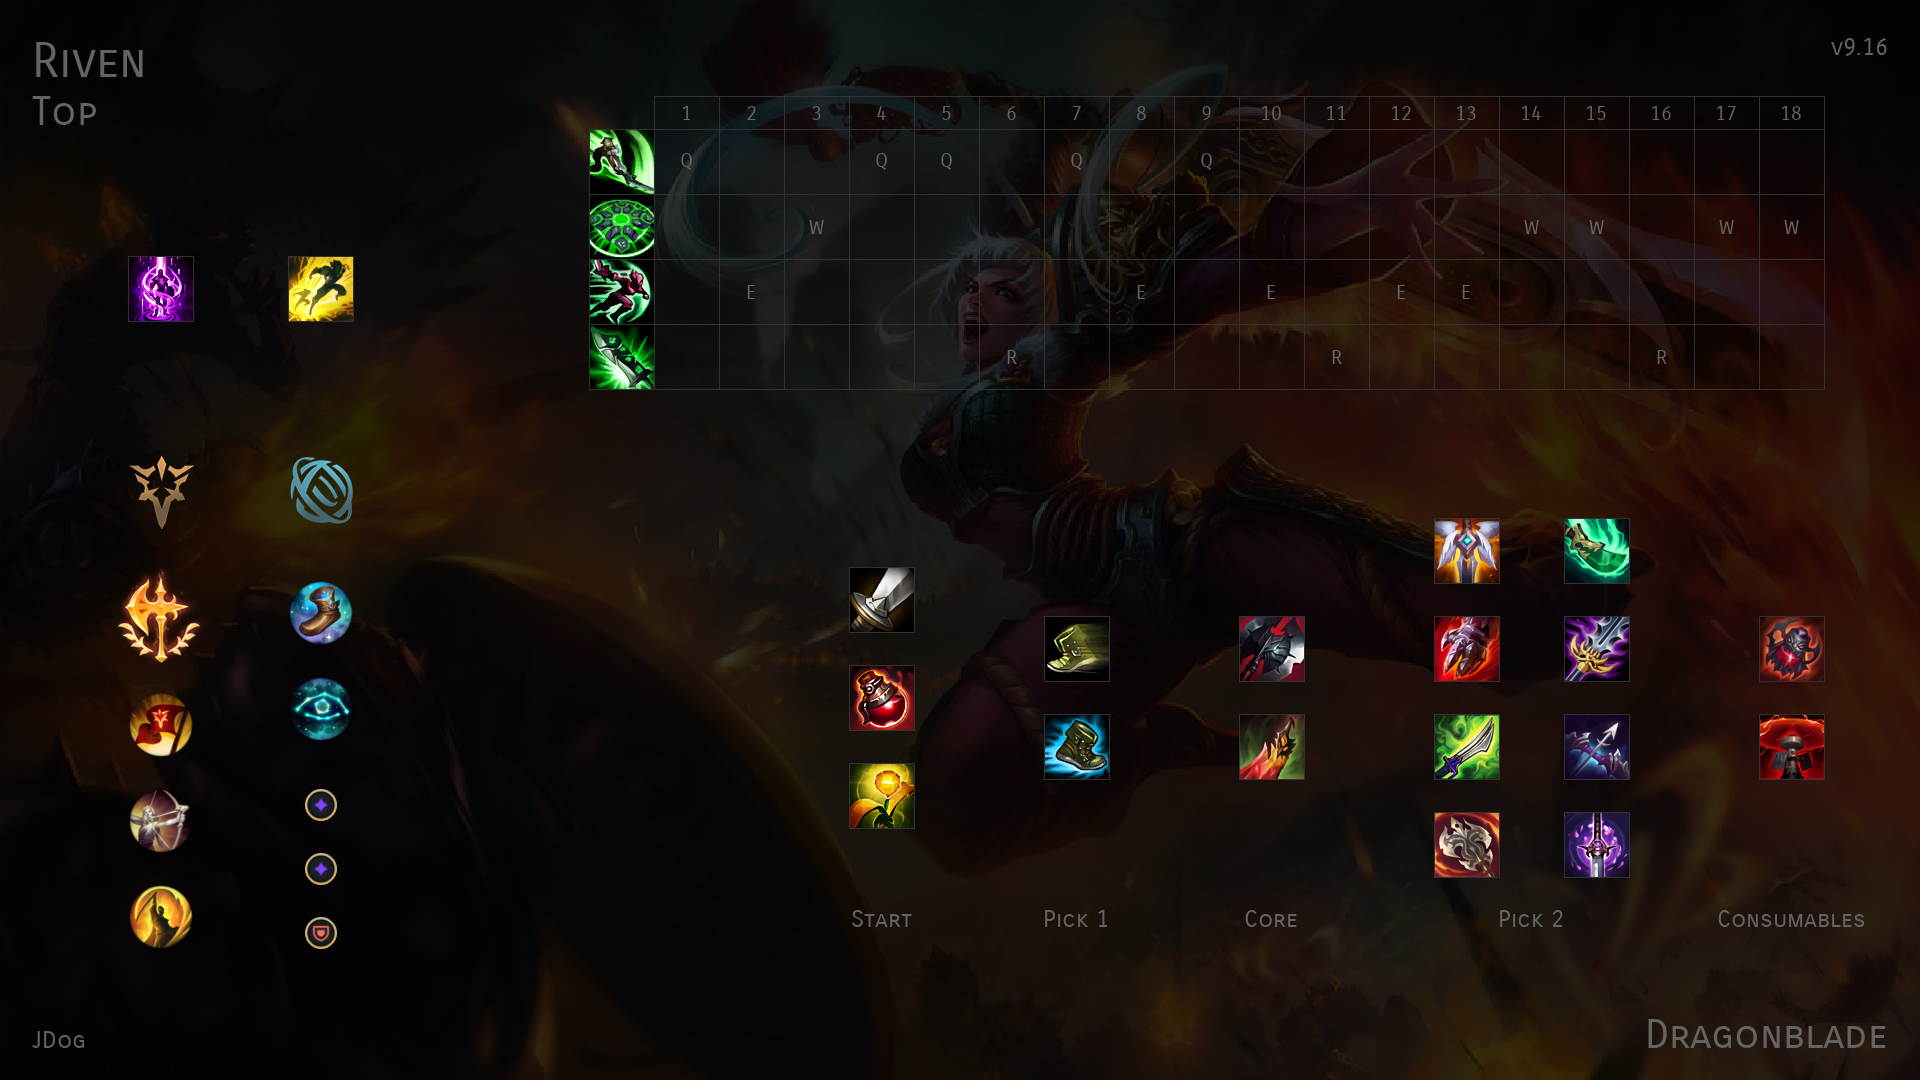 Riven
Top
v9.16
1 2 3 4 5 6 7 8 9 10 11 12 13 14 15 16 17 18
Q Q Q Q Q
W W W W W
E E E E E
R R R
Start Pick 1 Core Pick 2 Consumables
JDog
Dragonblade